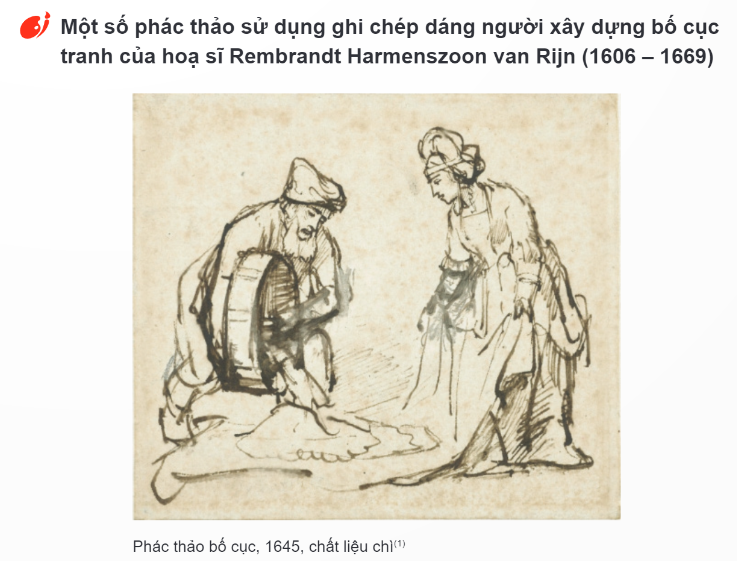 Một số phác thảo sử dụng ghi chép dáng người xây dựng bố cục
tranh của hoạ sĩ Rembrandt Harmenszoon van Rijn (1606 – 1669)
Phác thảo bố cục, 1645, chất liệu chì(1)